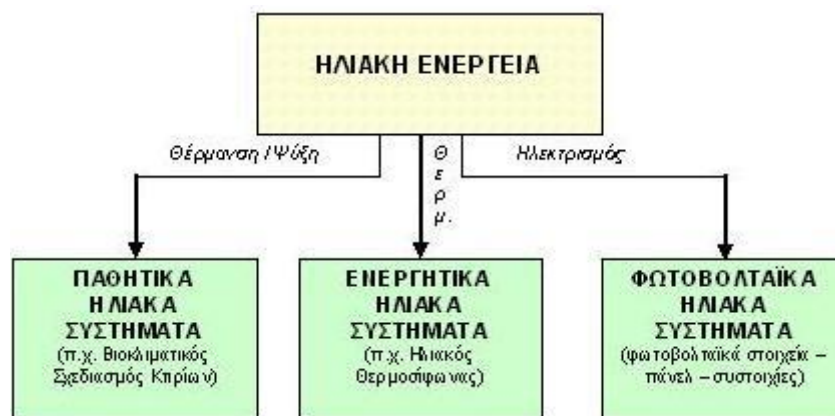 ΗΛΙΑΚΗ ΕΝΕΡΓΕΙΑ
Θέρμανση / Ψύξη
Θερμ.
Ηλεκτρισμός
ΠΑΘΗΤΙΚΑ
ΗΛΙΑΚΑ
ΣΥΣΤΗΜΑΤΑ
(π.χ. Βιοκλιματικός
Σχεδιασμός Κτιρίων)
ΕΝΕΡΓΗΤΙΚΑ
ΗΛΙΑΚΑ
ΣΥΣΤΗΜΑΤΑ
(π.χ. Ηλιακός
Θερμοσίφωνας)
ΦΩΤΟΒΟΛΤΑΪΚΑ
ΗΛΙΑΚΑ
ΣΥΣΤΗΜΑΤΑ
(φωτοβολταϊκά στοιχεία –
πάνελ – συστοιχίες)